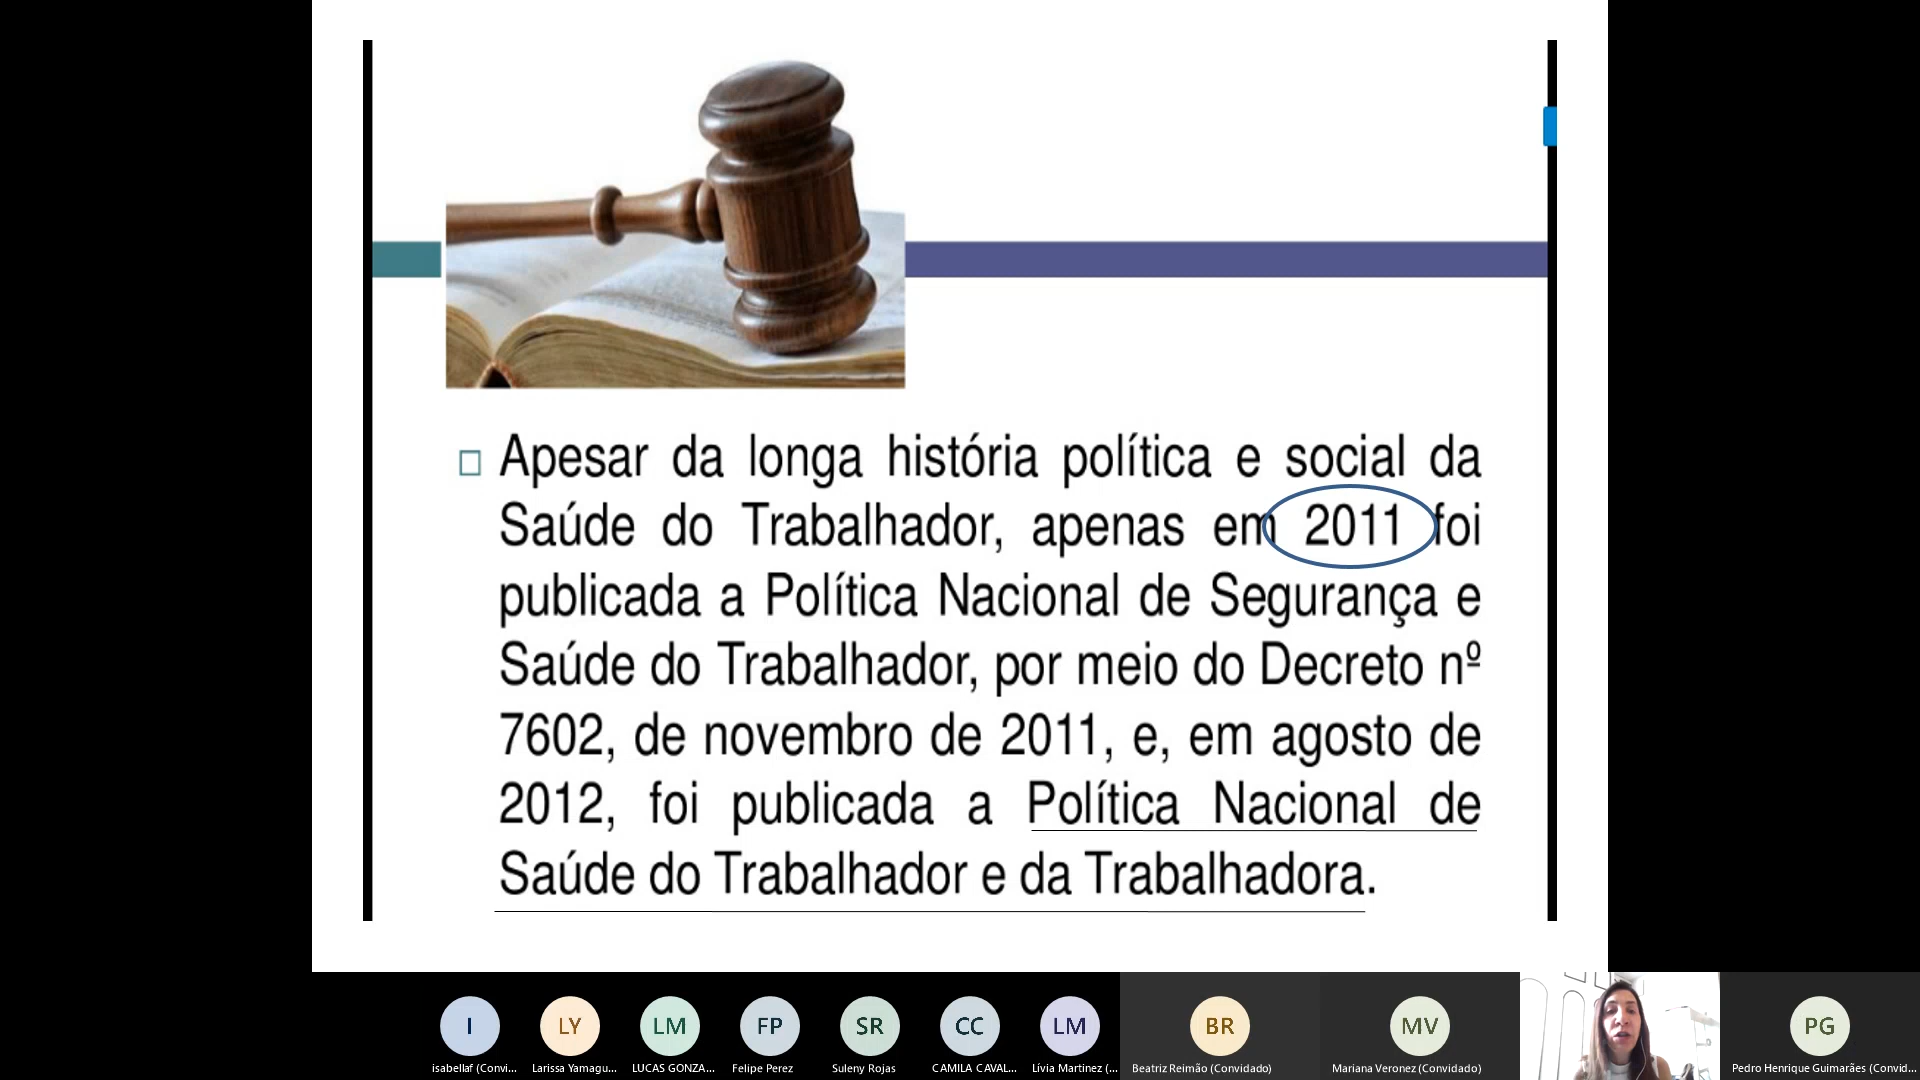 Apesar da longa história política e social da
Saúde do Trabalhador, apenas em 2011 foi
publicada a Política Nacional de Segurança e
Saúde do Trabalhador, por meio do Decreto nº
7602, de novembro de 2011, e, em agosto de
2012, foi publicada a Política Nacional de
Saúde do Trabalhador e da Trabalhadora.
I LY LM FP SR CC LM BR MV PG
isabellaf (Convi... Larissa Yamagu... LUCAS GONZA... Felipe Perez Suleny Rojas CAMILA CAVAL... Lívia Martinez (... Beatriz Reimão (Convidado) Mariana Veronez (Convidado) Pedro Henrique Guimarães (Convid...